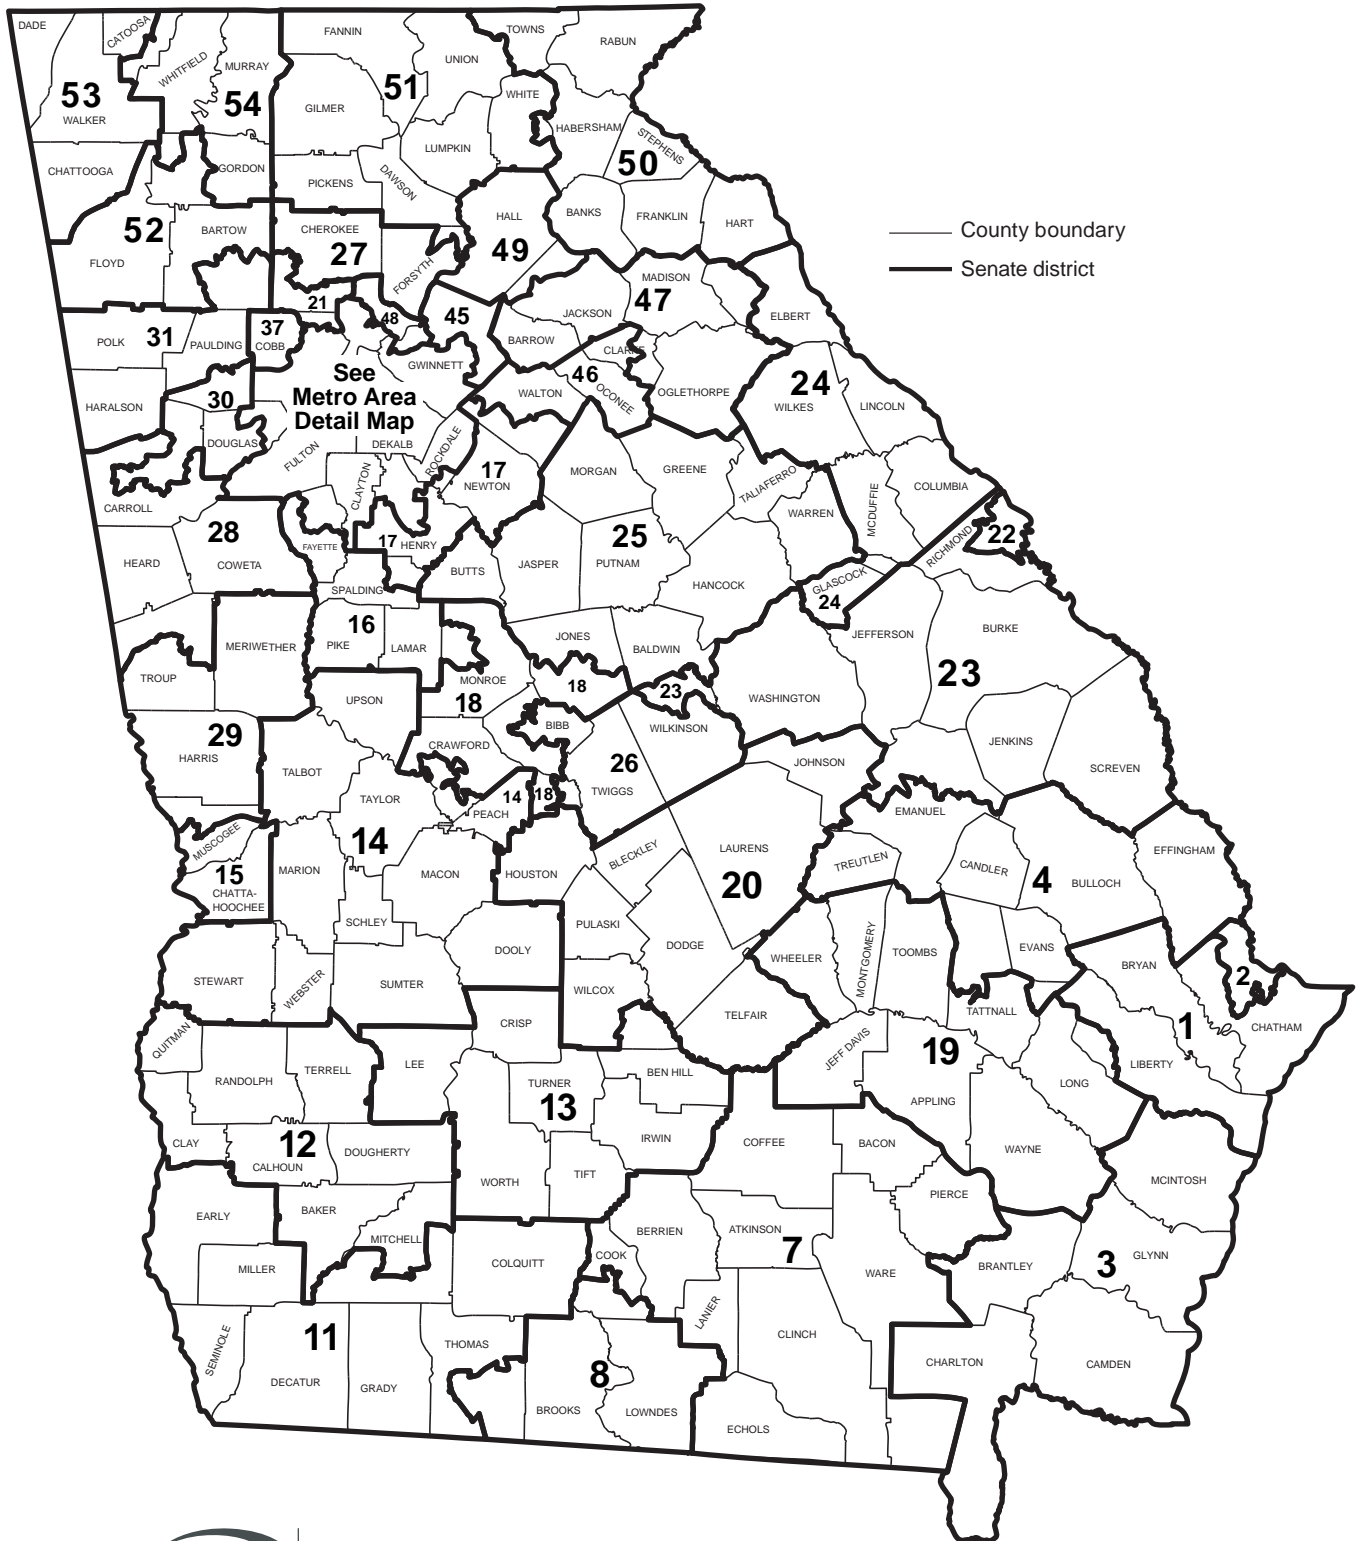 DADE
CATOOSA
FANNIN
TOWNS
RABUN
UNION
WHITFIELD
MURRAY
53
WALKER
54
GILMER
51
WHITE
HABERSHAM
STEPHENS
50
LUMPKIN
CHATTOOGA
GORDON
PICKENS
DAWSON
HALL
BANKS
FRANKLIN
HART
52
BARTOW
CHEROKEE
27
49
FLOYD
FORSYTH
MADISON
47
County boundary
Senate district
21
48
45
JACKSON
ELBERT
31
POLK
PAULDING
37
COBB
BARROW
CLARKE
GWINNETT
See
Metro Area
Detail Map
46
OCONEE
OGLETHORPE
24
WILKES
LINCOLN
WALTON
HARALSON
30
DOUGLAS
FULTON
DEKALB
ROCKDALE
17
NEWTON
MORGAN
GREENE
TALIAFERRO
CLAYTON
COLUMBIA
MCDUFFIE
WARREN
CARROLL
28
COWETA
HEARD
FAYETTE
17
HENRY
25
PUTNAM
JASPER
BUTTS
HANCOCK
GLASCOCK
24
RICHMOND
22
SPALDING
16
PIKE
LAMAR
MERIWETHER
JONES
BALDWIN
JEFFERSON
BURKE
TROUP
UPSON
MONROE
18
18
23
WASHINGTON
23
29
HARRIS
BIBB
WILKINSON
CRAWFORD
JENKINS
TALBOT
26
TWIGGS
JOHNSON
SCREVEN
TAYLOR
14
18
PEACH
EMANUEL
MUSCOGEE
14
15
CHATTA-
HOOCHEE
MARION
MACON
HOUSTON
BLECKLEY
LAURENS
20
TREUTLEN
CANDLER
4
BULLOCH
EFFINGHAM
SCHLEY
PULASKI
DOOLY
DODGE
WHEELER
MONTGOMERY
TOOMBS
EVANS
BRYAN
2
STEWART
WEBSTER
SUMTER
WILCOX
TELFAIR
TATTNALL
CHATHAM
1
CRISP
QUITMAN
JEFF DAVIS
19
LIBERTY
RANDOLPH
TERRELL
LEE
TURNER
13
BEN HILL
LONG
APPLING
CLAY
12
CALHOUN
DOUGHERTY
IRWIN
COFFEE
BACON
WAYNE
WORTH
TIFT
MCINTOSH
PIERCE
EARLY
BAKER
MITCHELL
BERRIEN
ATKINSON
7
COOK
COLQUITT
MILLER
WARE
BRANTLEY
3
GLYNN
LANIER
SEMINOLE
11
DECATUR
GRADY
THOMAS
8
BROOKS
LOWNDES
CLINCH
CHARLTON
CAMDEN
ECHOLS